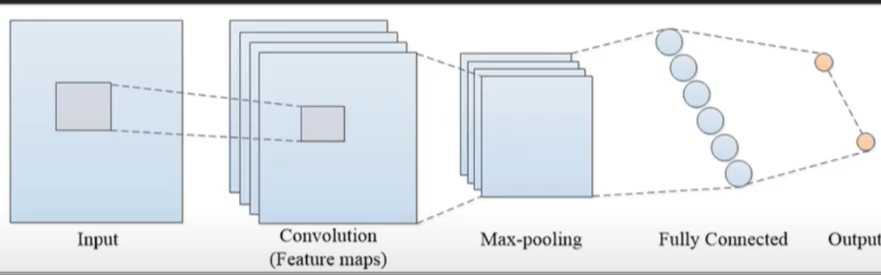 Input
Convolution
(Feature maps)
Max-pooling
Fully Connected
Output